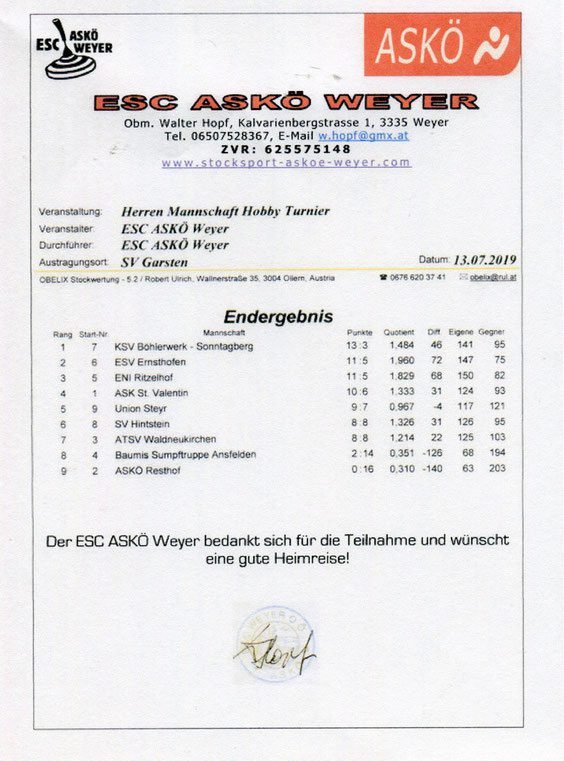 ESC ASKÖ
WEYER
ASKÖ
ESC ASKÖ WEYER
Obm. Walter Hopf, Kalvarienbergstrasse 1, 3335 Weyer
Tel. 06507528367, E-Mail w.hopf@gmx.at
ZVR: 625575148
www.stocksport-askoe-weyer.com
Veranstaltung: Herren Mannschaft Hobby Turnier
Veranstalter: ESC ASKÖ Weyer
Durchführer: ESC ASKÖ Weyer
Austragungsort: SV Garsten Datum: 13.07.2019
OBELIX Stockwertung - 5.2 / Robert Ulrich, Wallnerstraße 35, 3004 Ollern, Austria ☎ 0676 620 37 41 ✉ obelix@rul.at
Endergebnis
Rang Start-Nr. Mannschaft Punkte Quotient Diff. Eigene Gegner
1 7 KSV Böhlerwerk - Sonntagberg 13:3 1,484 46 141 95
2 6 ESV Ernsthofen 11:5 1,960 72 147 75
3 5 ENI Ritzelhof 11:5 1,829 68 150 82
4 1 ASK St. Valentin 10:6 1,333 31 124 93
5 9 Union Steyr 9:7 0,967 -4 117 121
6 8 SV Hintstein 8:8 1,326 31 126 95
7 3 ATSV Waldneukirchen 8:8 1,214 22 125 103
8 4 Baumis Sumpftruppe Ansfelden 2:14 0,351 -126 68 194
9 2 ASKÖ Resthof 0:16 0,310 -140 63 203
Der ESC ASKÖ Weyer bedankt sich für die Teilnahme und wünscht
eine gute Heimreise!
WEYER
Hopf